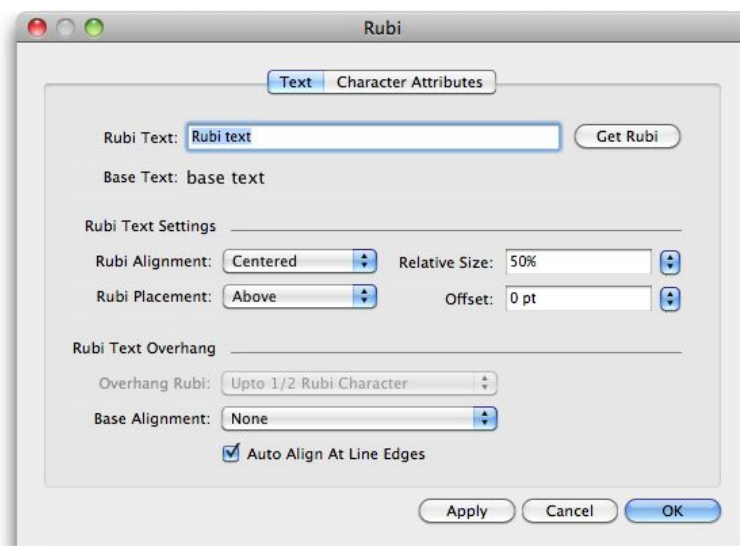 Rubi
Text Character Attributes
Rubi Text: Rubi text Get Rubi
Base Text: base text
Rubi Text Settings
Rubi Alignment: Centered Relative Size: 50%
Rubi Placement: Above Offset: 0 pt
Rubi Text Overhang
Overhang Rubi: Upto 1/2 Rubi Character
Base Alignment: None
Auto Align At Line Edges
Apply Cancel OK